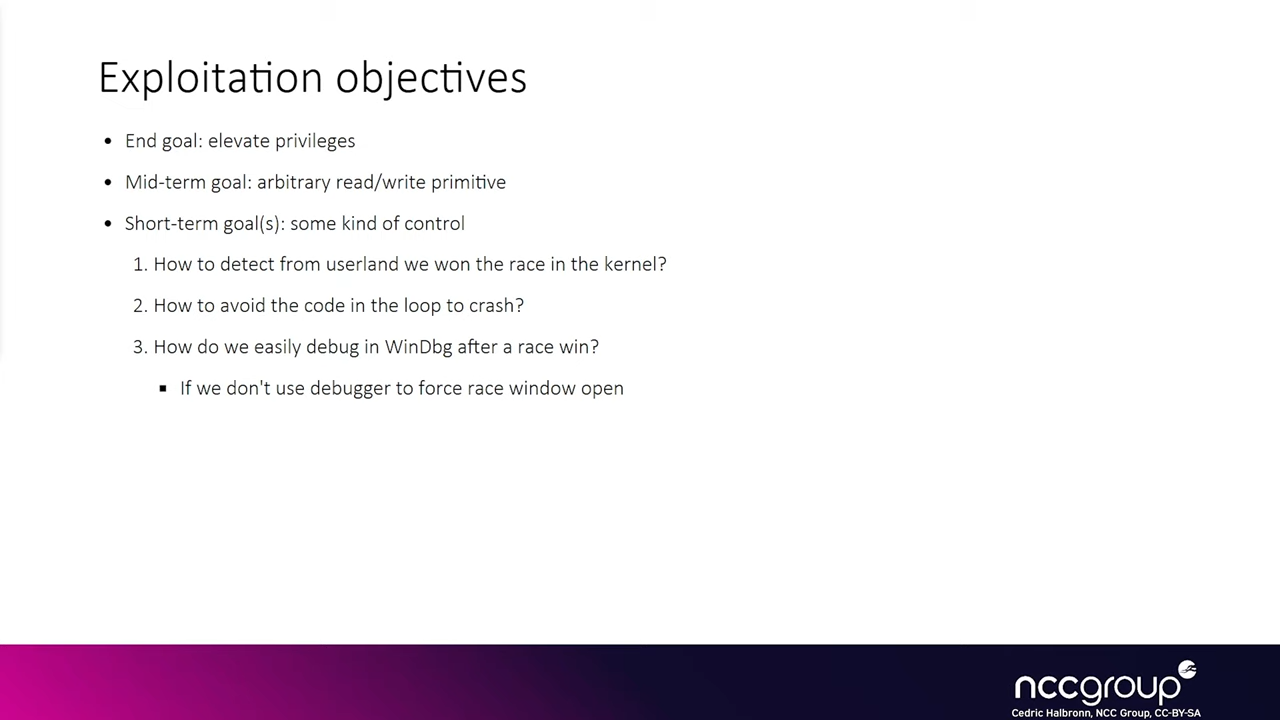 Exploitation objectives
• End goal: elevate privileges
• Mid-term goal: arbitrary read/write primitive
• Short-term goal(s): some kind of control
1. How to detect from userland we won the race in the kernel?
2. How to avoid the code in the loop to crash?
3. How do we easily debug in WinDbg after a race win?
▪ If we don't use debugger to force race window open
nccgroup
Cedric Halbronn, NCC Group, CC-BY-SA